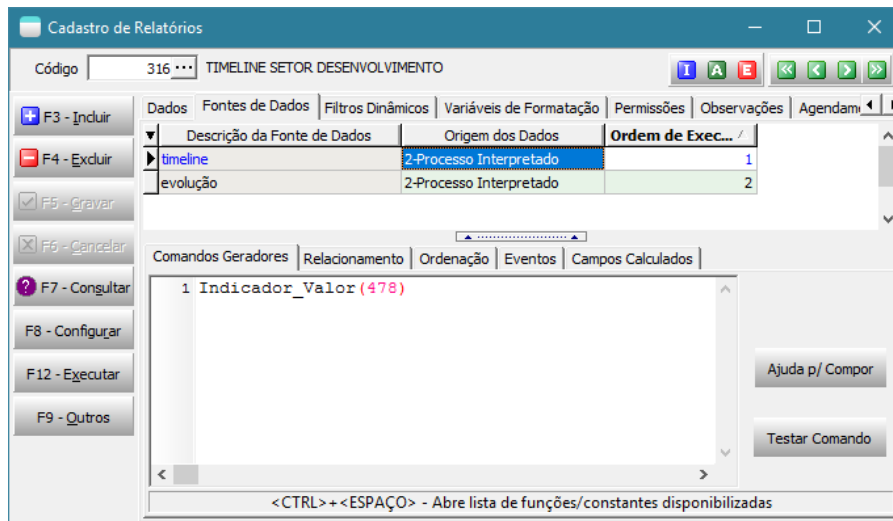 Cadastro de Relatórios
Código 316 ... TIMELINE SETOR DESENVOLVIMENTO I A E
F3 - Incluir
F4 - Excluir
F5 - Gravar
F6 - Cancelar
F7 - Consultar
F8 - Configurar
F12 - Executar
F9 - Outros
Dados Fontes de Dados Filtros Dinâmicos Variáveis de Formatação Permissões Observações Agendam
Descrição da Fonte de Dados Origem dos Dados Ordem de Exec...
timeline 2-Processo Interpretado 1
evolução 2-Processo Interpretado 2
Comandos Geradores Relacionamento Ordenação Eventos Campos Calculados
1 Indicador_Valor(478)
Ajuda p/ Compor
Testar Comando
<CTRL>+<ESPAÇO> - Abre lista de funções/constantes disponibilizadas